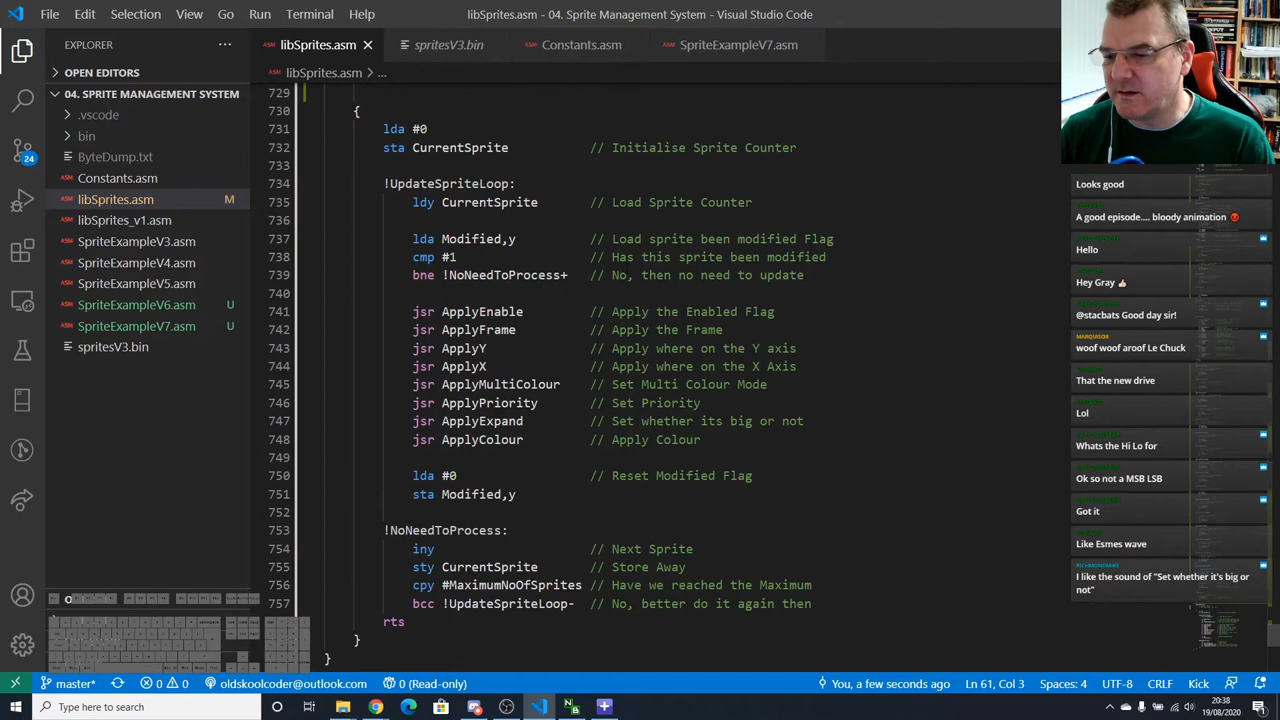 File Edit Selection View Go Run Terminal Help
libSprites.asm - 04. Sprite Management System - Visual Studio Code
EXPLORER
libSprites.asm
spritesV3.bin
Constants.asm
SpriteExampleV7.asm
OPEN EDITORS
libSprites.asm > ...
04. SPRITE MANAGEMENT SYSTEM
.vscode
bin
ByteDump.txt
Constants.asm
libSprites.asm M
libSprites_v1.asm
SpriteExampleV3.asm
SpriteExampleV4.asm
SpriteExampleV5.asm
SpriteExampleV6.asm U
SpriteExampleV7.asm U
spritesV3.bin
24
729
730 {
731 lda #0
732 sta CurrentSprite // Initialise Sprite Counter
733
734 !UpdateSpriteLoop:
735 ldy CurrentSprite // Load Sprite Counter
736
737 lda Modified,y // Load sprite been modified Flag
738 cmp #1 // Has this sprite been modified
739 bne !NoNeedToProcess+ // No, then no need to update
740
741 jsr ApplyEnable // Apply the Enabled Flag
742 jsr ApplyFrame // Apply the Frame
743 jsr ApplyY // Apply where on the Y axis
744 jsr ApplyX // Apply where on the X Axis
745 jsr ApplyMultiColour // Set Multi Colour Mode
746 jsr ApplyPriority // Set Priority
747 jsr ApplyExpand // Set whether its big or not
748 jsr ApplyColour // Apply Colour
749
750 lda #0 // Reset Modified Flag
751 sta Modified,y
752
753 !NoNeedToProcess:
754 iny // Next Sprite
755 sty CurrentSprite // Store Away
756 cpy #MaximumNoOfSprites // Have we reached the Maximum
757 bcc !UpdateSpriteLoop- // No, better do it again then
rts
}
}
Looks good
A good episode.... bloody animation
Hello
Hey Gray
@stacbats Good day sir!
MARQUISOR
woof woof aroof Le Chuck
That the new drive
Lol
Whats the Hi Lo for
Ok so not a MSB LSB
Got it
Like Esmes wave
RICHMONDMIKE
I like the sound of "Set whether it's big or
not"
master* 0 0 oldskoolcoder@outlook.com 0 (Read-only)
You, a few seconds ago Ln 61, Col 3 Spaces: 4 UTF-8 CRLF Kick
Type here to search
20:38
19/08/2020